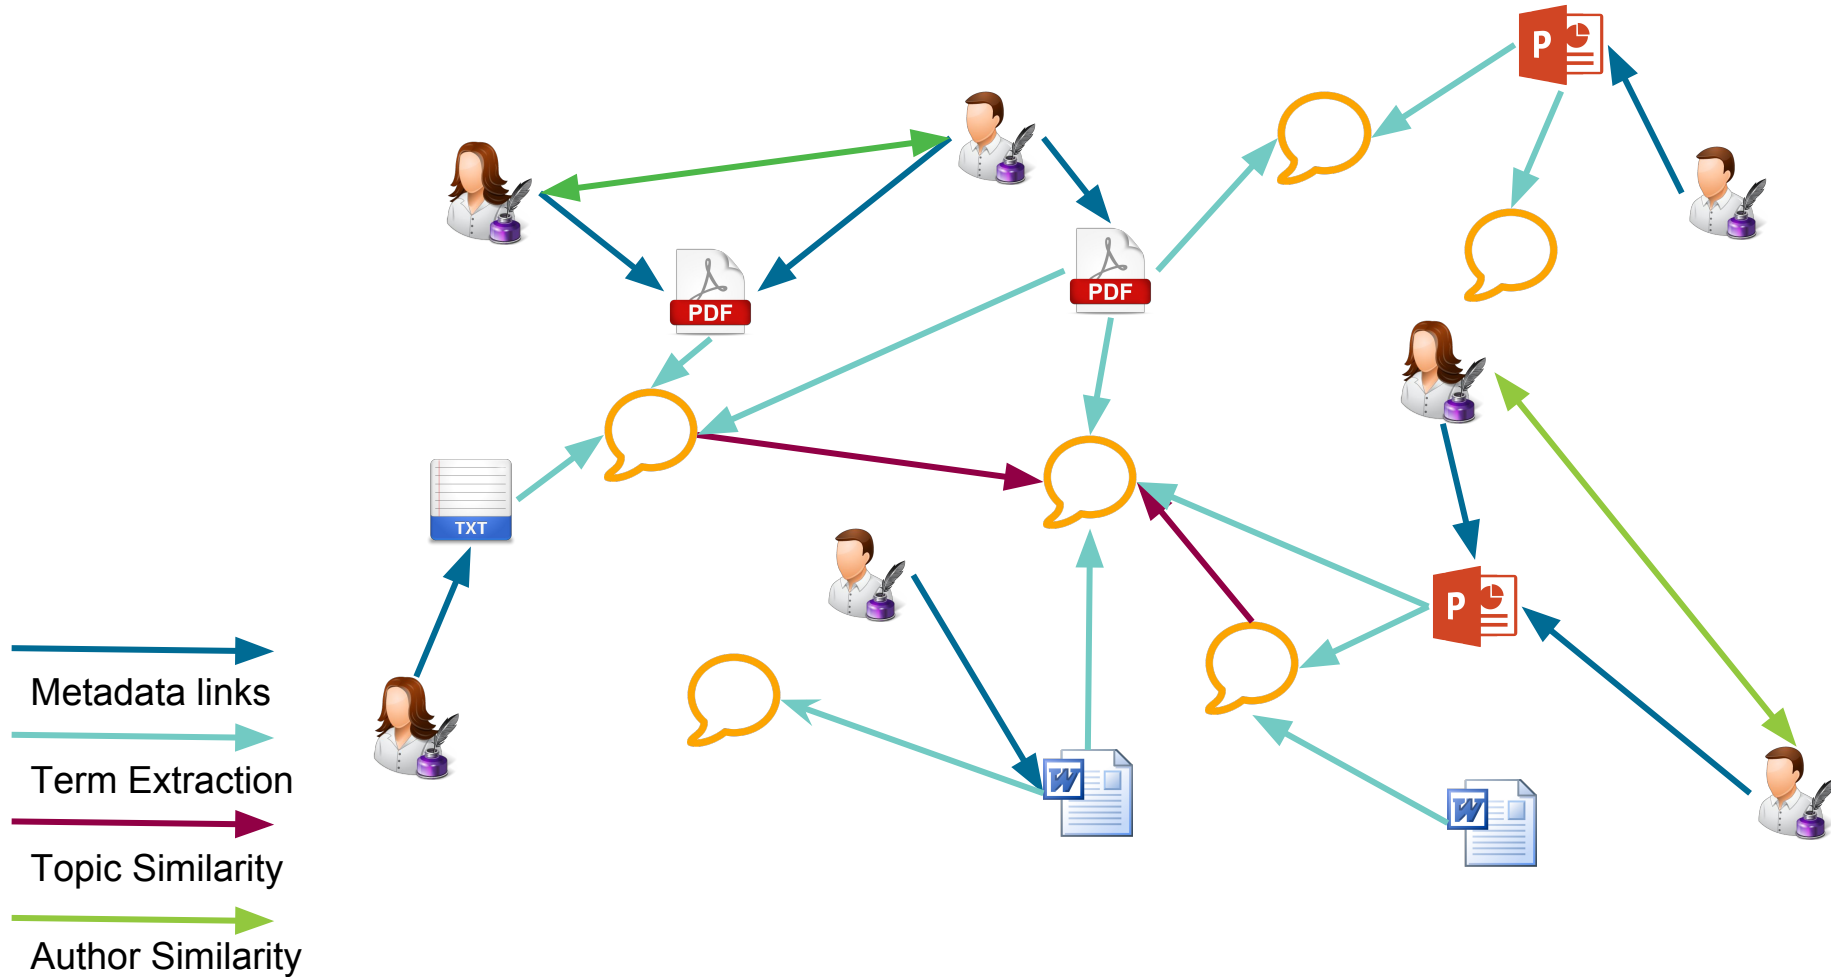 P
PDF
PDF
TXT
P
W
W
Metadata links
Term Extraction
Topic Similarity
Author Similarity